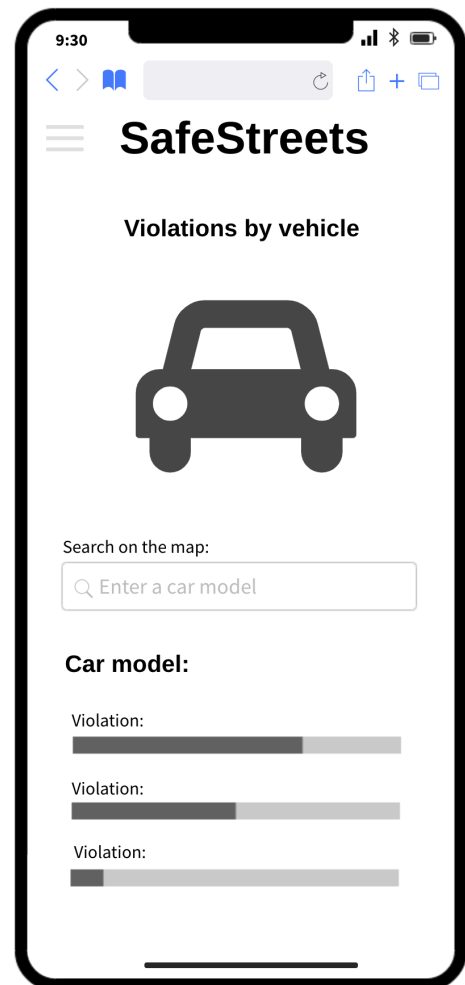 9:30
SafeStreets
Violations by vehicle
Search on the map:
Enter a car model
Car model:
Violation:
Violation:
Violation: